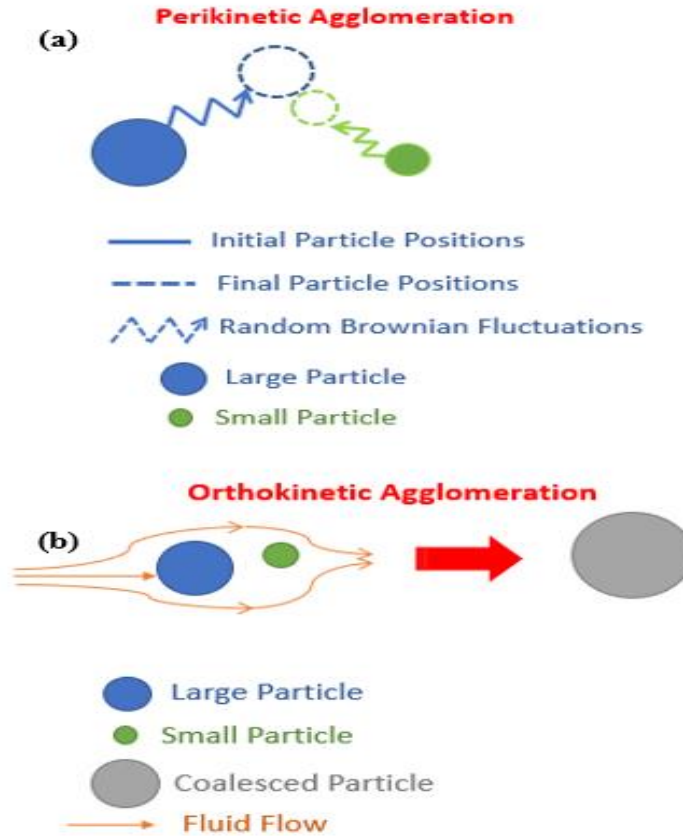 Perikinetic Agglomeration
(a)
Initial Particle Positions
Final Particle Positions
Random Brownian Fluctuations
Large Particle
Small Particle
Orthokinetic Agglomeration
(b)
Large Particle
Small Particle
Coalesced Particle
Fluid Flow